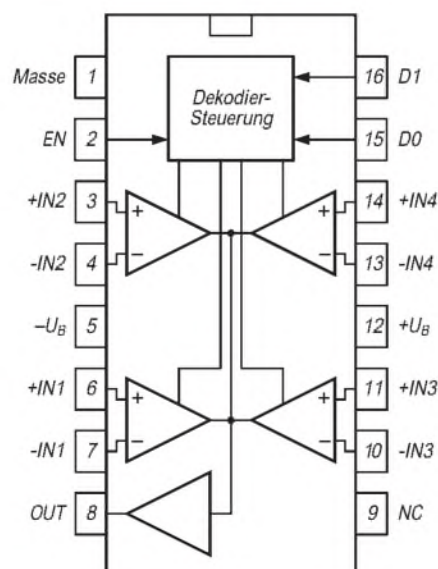 Masse 1
EN 2
+IN2 3
-IN2 4
–U_B 5
+IN1 6
-IN1 7
OUT 8
Dekodier-
Steuerung
+ −
+ −
+ −
+ −
16 D1
15 D0
14 +IN4
13 -IN4
12 +U_B
11 +IN3
10 -IN3
9 NC